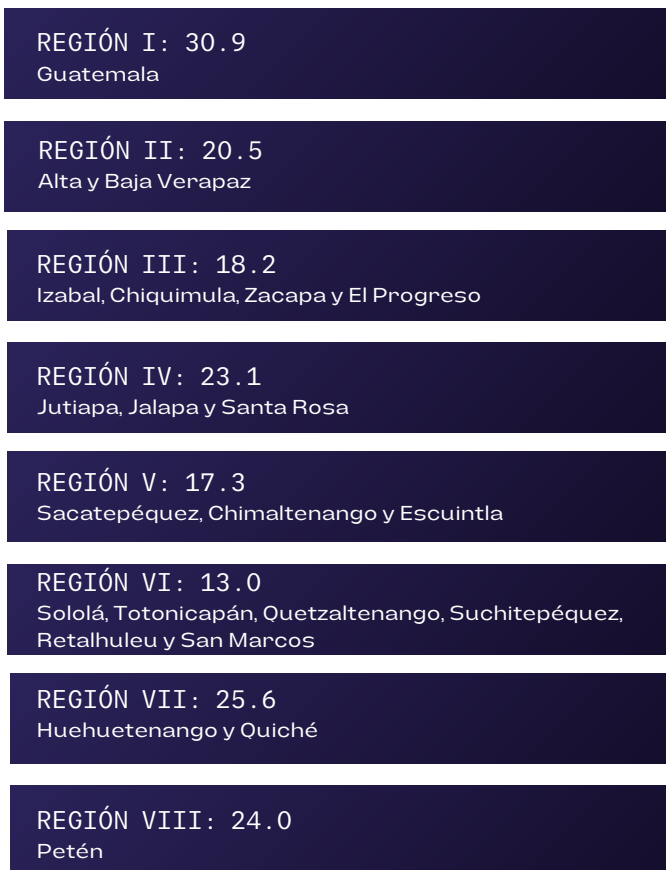 REGIÓN I: 30.9
Guatemala
REGIÓN II: 20.5
Alta y Baja Verapaz
REGIÓN III: 18.2
Izabal, Chiquimula, Zacapa y El Progreso
REGIÓN IV: 23.1
Jutiapa, Jalapa y Santa Rosa
REGIÓN V: 17.3
Sacatepéquez, Chimaltenango y Escuintla
REGIÓN VI: 13.0
Sololá, Totonicapán, Quetzaltenango, Suchitepéquez,
Retalhuleu y San Marcos
REGIÓN VII: 25.6
Huehuetenango y Quiché
REGIÓN VIII: 24.0
Petén